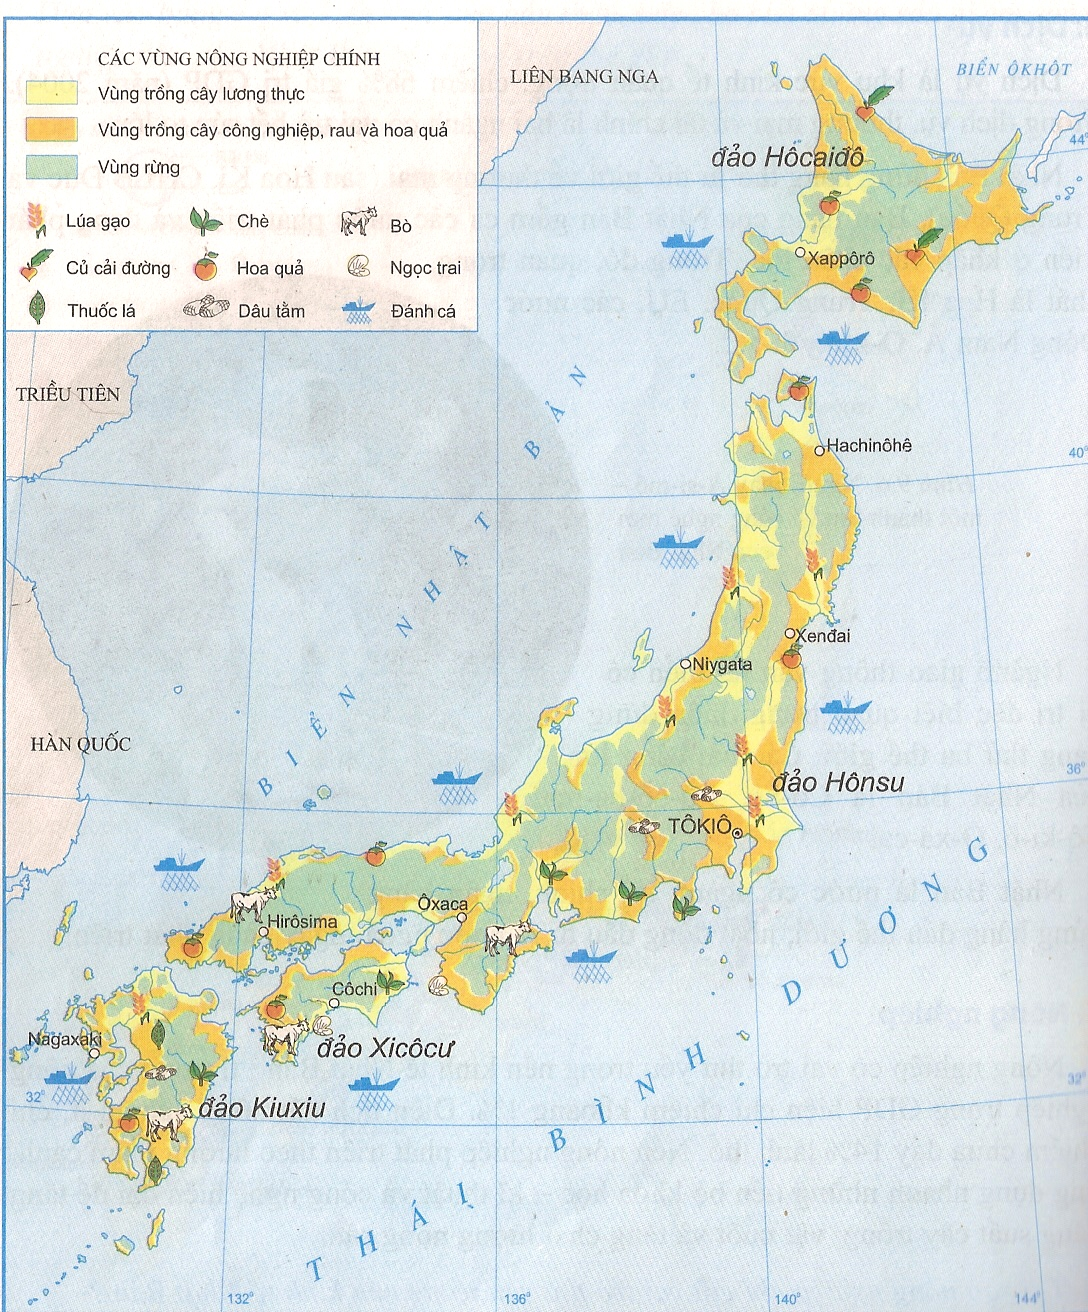 CÁC VÙNG NÔNG NGHIỆP CHÍNH
Vùng trồng cây lương thực
Vùng trồng cây công nghiệp, rau và hoa quả
Vùng rừng
Lúa gạo
Chè
Bò
Củ cải đường
Hoa quả
Ngọc trai
Thuốc lá
Dâu tằm
Đánh cá
LIÊN BANG NGA
BIỂN ÔKHÔT
44°
đảo Hôcaiđô
Xappôrô
TRIỀU TIÊN
Hachinôhê
40°
BIỂN NHẬT BẢN
Xenđai
Niygata
HÀN QUỐC
36°
đảo Hônsu
TÔKIÔ
Ôxaca
Hirôsima
Côchi
Nagaxaki
đảo Xicôcư
32°
32°
đảo Kiuxiu
THÁI BÌNH DƯƠNG
132°
136°
140°
144°